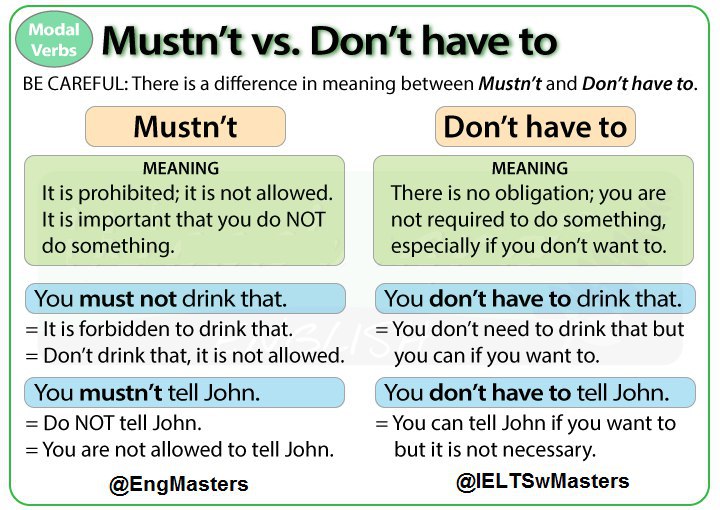 Modal
Verbs
Mustn't vs. Don't have to
BE CAREFUL: There is a difference in meaning between Mustn't and Don't have to.
Mustn't
MEANING
It is prohibited; it is not allowed.
It is important that you do NOT
do something.
You must not drink that.
= It is forbidden to drink that.
= Don't drink that, it is not allowed.
You mustn't tell John.
= Do NOT tell John.
= You are not allowed to tell John.
@EngMasters
Don't have to
MEANING
There is no obligation; you are
not required to do something,
especially if you don't want to.
You don't have to drink that.
= You don't need to drink that but
you can if you want to.
You don't have to tell John.
= You can tell John if you want to
but it is not necessary.
@IELTSwMasters
ENGLISH